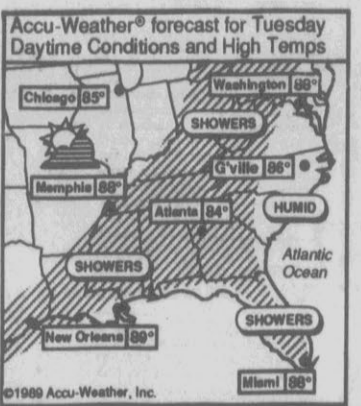 Accu-Weather® forecast for Tuesday
Daytime Conditions and High Temps
Washington 88°
Chicago 85°
SHOWERS
G'ville 86°
Memphis 88°
Atlanta 84°
HUMID
Atlantic
Ocean
SHOWERS
SHOWERS
New Orleans 89°
Miami 88°
©1989 Accu-Weather, Inc.